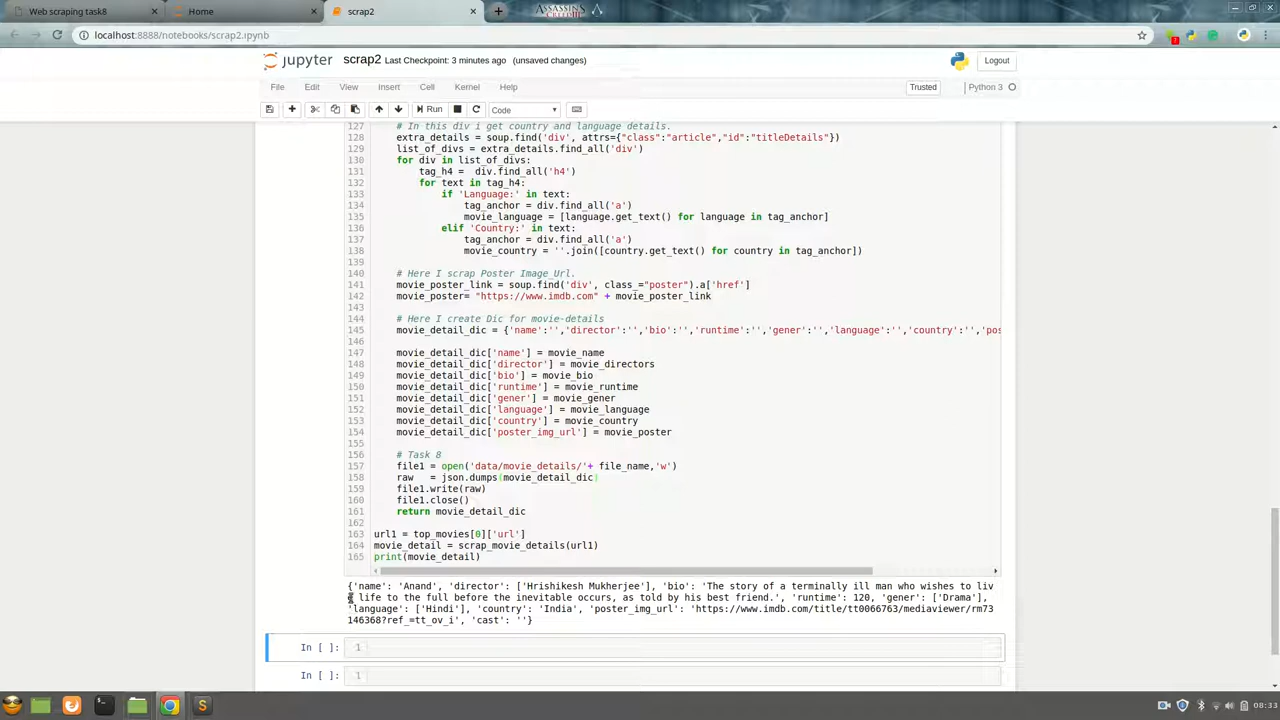 Web scraping task8
Home
scrap2
localhost:8888/notebooks/scrap2.ipynb
jupyter scrap2 Last Checkpoint: 3 minutes ago (unsaved changes)
Logout
File Edit View Insert Cell Kernel Help
Trusted
Python 3
Run
Code
127 # In this div i get country and language details.
128 extra_details = soup.find('div', attrs={"class":"article","id":"titleDetails"})
129 list_of_divs = extra_details.find_all('div')
130 for div in list_of_divs:
131 tag_h4 = div.find_all('h4')
132 for text in tag_h4:
133 if 'Language:' in text:
134 tag_anchor = div.find_all('a')
135 movie_language = [language.get_text() for language in tag_anchor]
136 elif 'Country:' in text:
137 tag_anchor = div.find_all('a')
138 movie_country = ''.join([country.get_text() for country in tag_anchor])
139
140 # Here I scrap Poster Image_Url.
141 movie_poster_link = soup.find('div', class_="poster").a['href']
142 movie_poster= "https://www.imdb.com" + movie_poster_link
143
144 # Here I create Dic for movie-details
145 movie_detail_dic = {'name':'','director':'','bio':'','runtime':'','gener':'','language':'','country':'','pos
146
147 movie_detail_dic['name'] = movie_name
148 movie_detail_dic['director'] = movie_directors
149 movie_detail_dic['bio'] = movie_bio
150 movie_detail_dic['runtime'] = movie_runtime
151 movie_detail_dic['gener'] = movie_gener
152 movie_detail_dic['language'] = movie_language
153 movie_detail_dic['country'] = movie_country
154 movie_detail_dic['poster_img_url'] = movie_poster
155
156 # Task 8
157 file1 = open('data/movie_details/'+ file_name,'w')
158 raw = json.dumps(movie_detail_dic)
159 file1.write(raw)
160 file1.close()
161 return movie_detail_dic
162
163 url1 = top_movies[0]['url']
164 movie_detail = scrap_movie_details(url1)
165 print(movie_detail)
{'name': 'Anand', 'director': ['Hrishikesh Mukherjee'], 'bio': 'The story of a terminally ill man who wishes to liv
e life to the full before the inevitable occurs, as told by his best friend.', 'runtime': 120, 'gener': ['Drama'],
'language': ['Hindi'], 'country': 'India', 'poster_img_url': 'https://www.imdb.com/title/tt0066763/mediaviewer/rm73
146368?ref_=tt_ov_i', 'cast': ''}
In [ ]: 1
In [ ]: 1
08:33